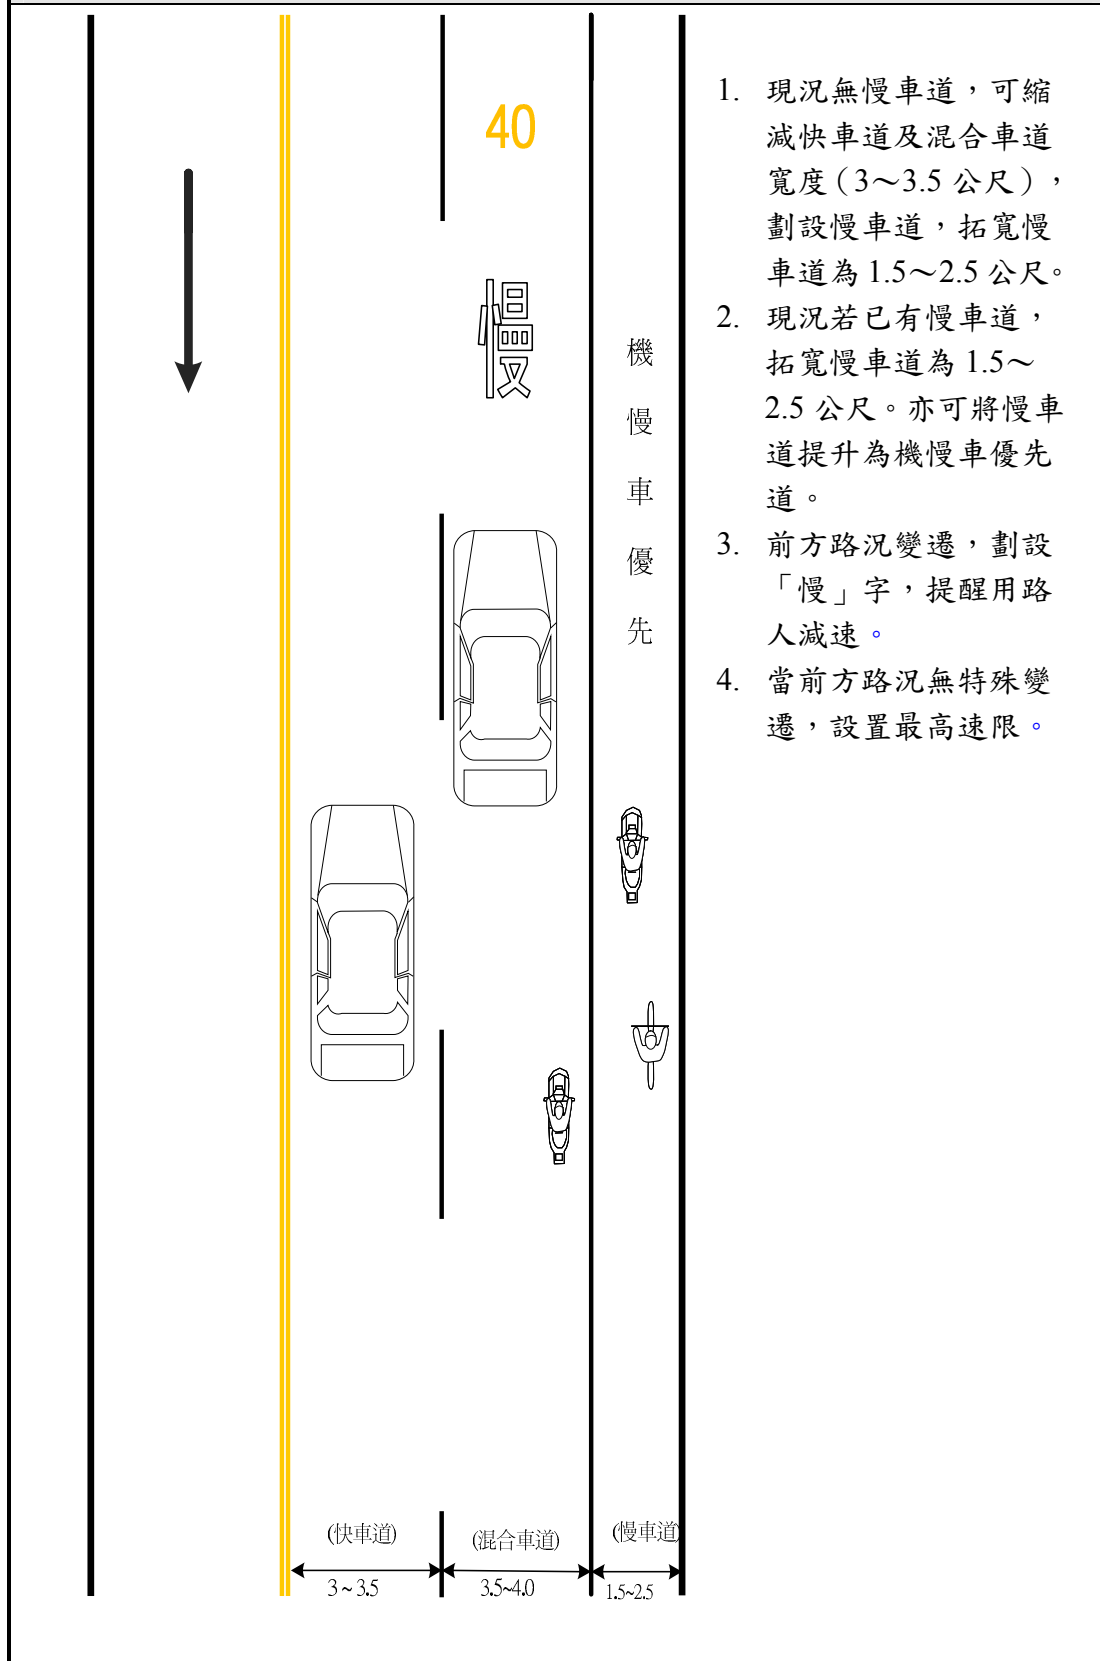 40
慢
機
慢
車
優
先
1. 現況無慢車道，可縮
減快車道及混合車道
寬度（3～3.5 公尺），
劃設慢車道，拓寬慢
車道為 1.5～2.5 公尺。
2. 現況若已有慢車道，
拓寬慢車道為 1.5～
2.5 公尺。亦可將慢車
道提升為機慢車優先
道。
3. 前方路況變遷，劃設
「慢」字，提醒用路
人減速。
4. 當前方路況無特殊變
遷，設置最高速限。
(快車道) (混合車道) (慢車道)
3~3.5 3.5~4.0 1.5~2.5